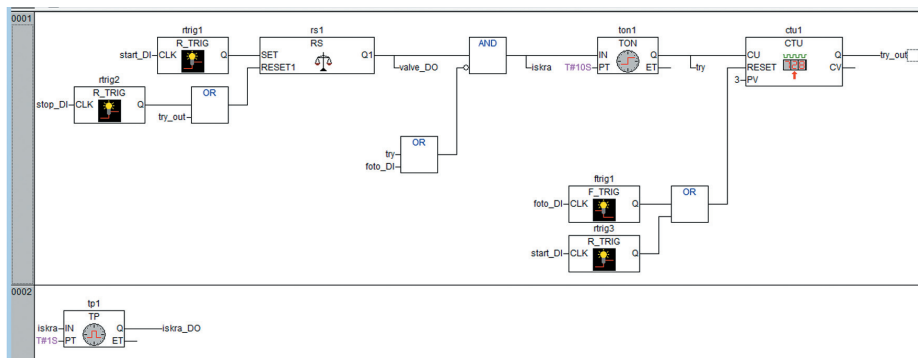 0001
rtrig1
R_TRIG
start_DI CLK Q
rs1
RS
SET Q1
RESET1
rtrig2
R_TRIG
stop_DI CLK Q
OR
try_out
valve_DO
AND
OR
try
foto_DI
iskra
ton1
TON
IN Q
T#10S PT ET
try
ctu1
CTU
CU Q
RESET CV
3 PV
try_out
ftrig1
F_TRIG
foto_DI CLK Q
OR
rtrig3
R_TRIG
start_DI CLK Q
0002
tp1
TP
iskra IN Q iskra_DO
T#1S PT ET